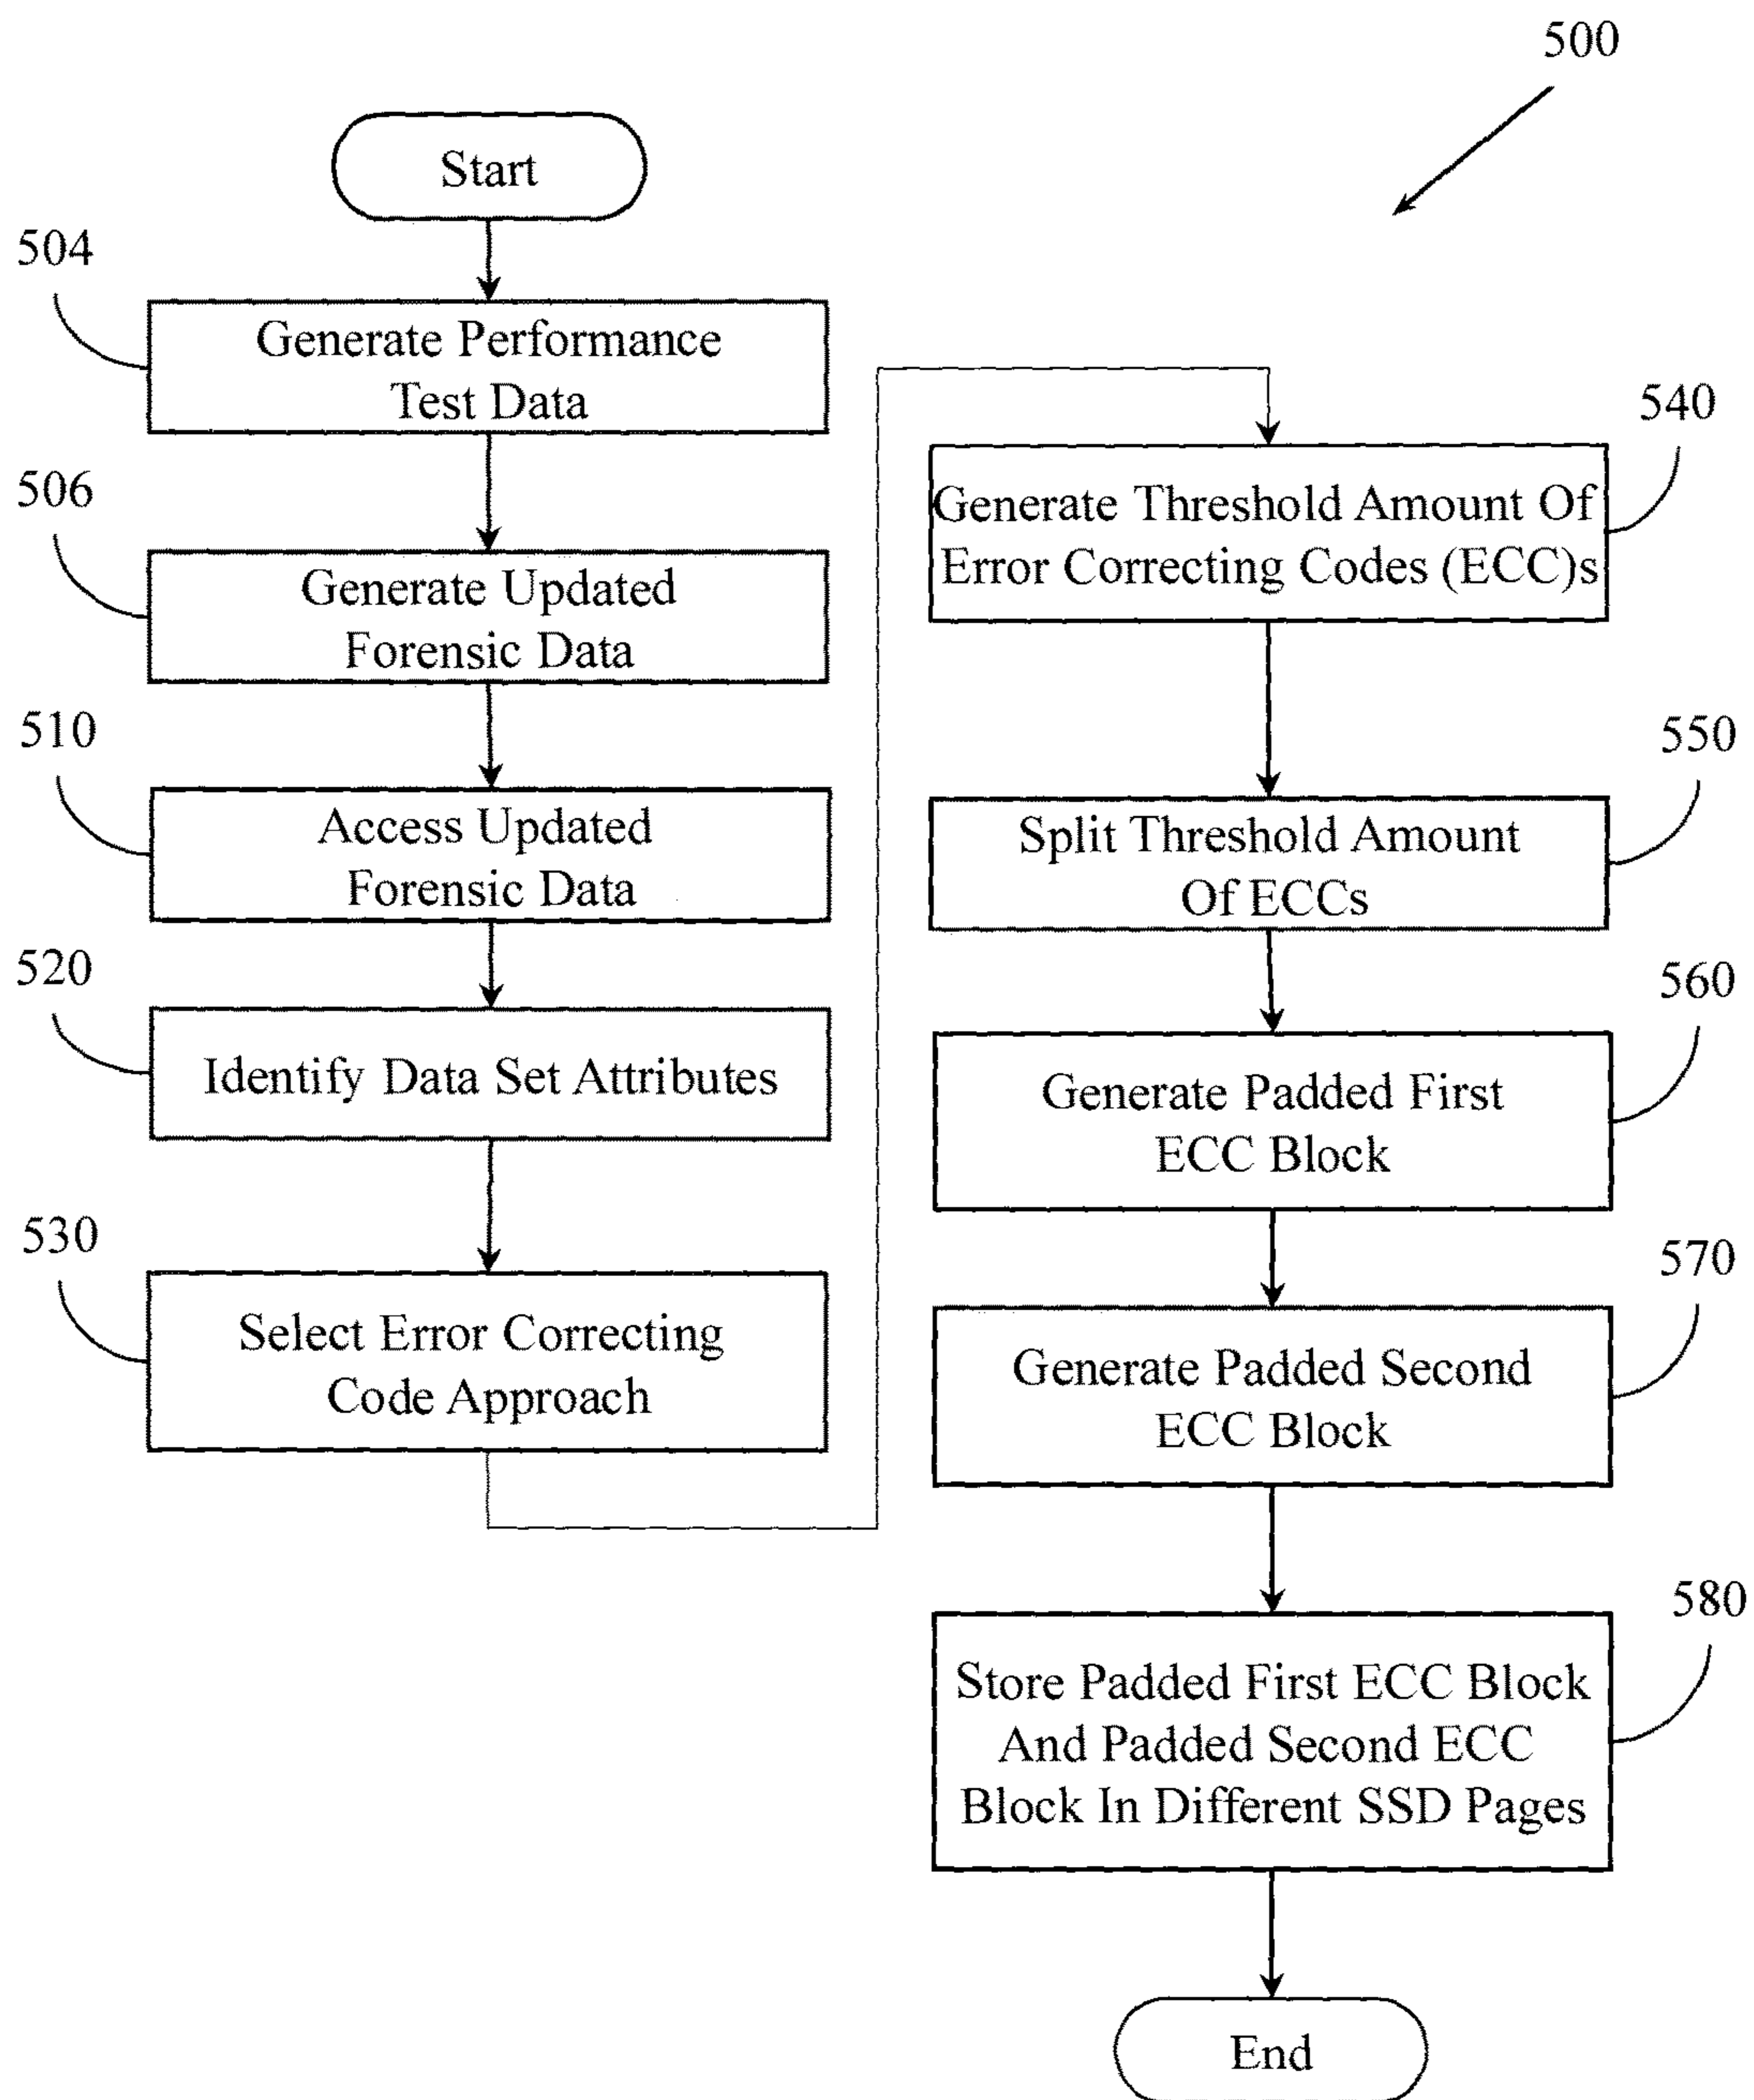 500
Start
504
Generate Performance
Test Data
506
Generate Updated
Forensic Data
510
Access Updated
Forensic Data
520
Identify Data Set Attributes
530
Select Error Correcting
Code Approach
540
Generate Threshold Amount Of
Error Correcting Codes (ECC)s
550
Split Threshold Amount
Of ECCs
560
Generate Padded First
ECC Block
570
Generate Padded Second
ECC Block
580
Store Padded First ECC Block
And Padded Second ECC
Block In Different SSD Pages
End